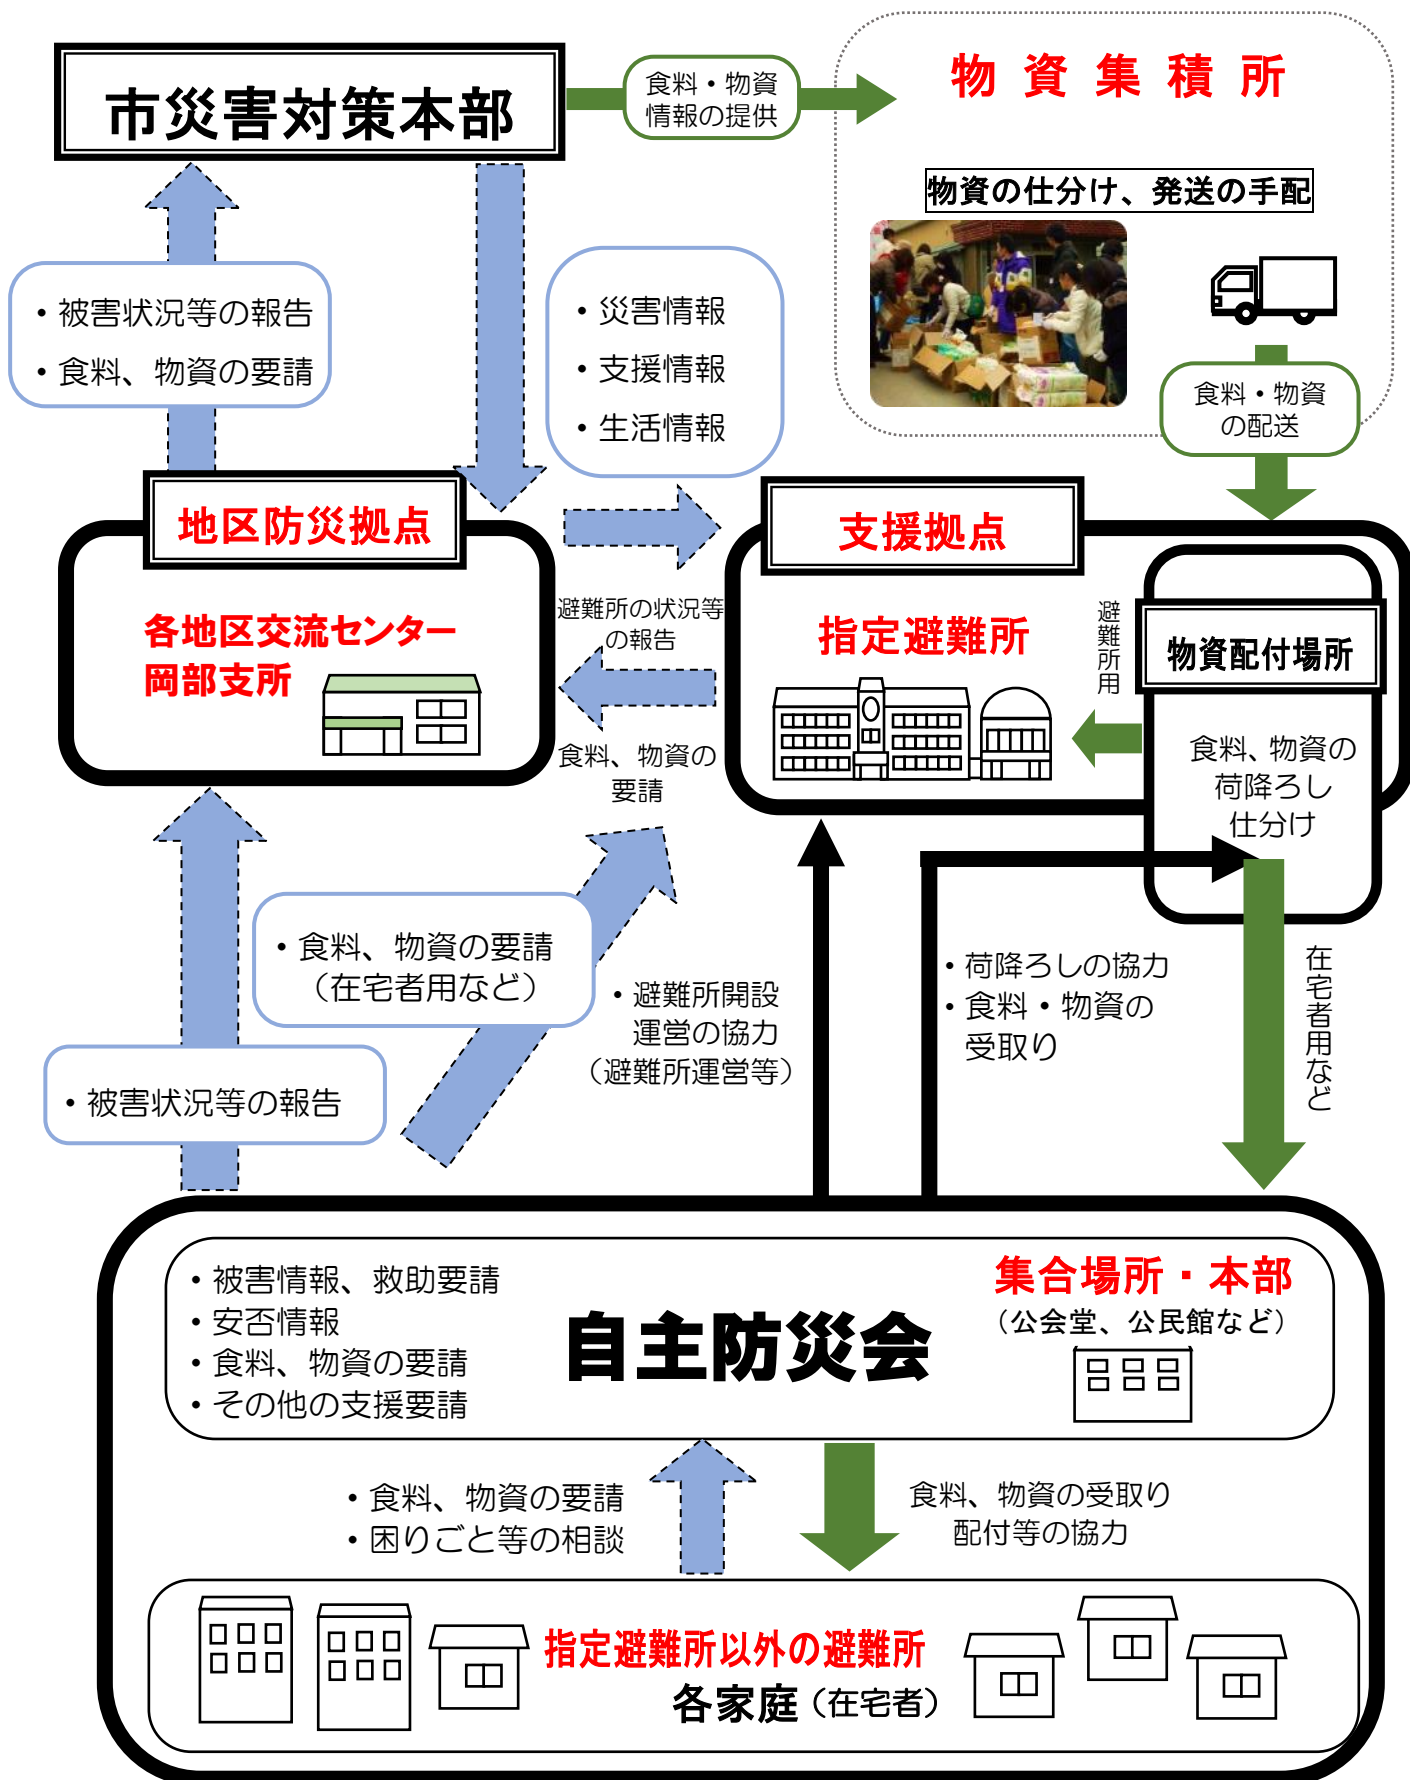 市災害対策本部
食料・物資
情報の提供
物資集積所
物資の仕分け、発送の手配
・被害状況等の報告
・食料、物資の要請
・災害情報
・支援情報
・生活情報
食料・物資
の配送
地区防災拠点
各地区交流センター
岡部支所
避難所の状況等
の報告
食料、物資の
要請
支援拠点
指定避難所
避難所用
物資配付場所
食料、物資の
荷降ろし
仕分け
・食料、物資の要請
（在宅者用など）
・被害状況等の報告
・避難所開設
運営の協力
（避難所運営等）
・荷降ろしの協力
・食料・物資の
受取り
在宅者用など
・被害情報、救助要請
・安否情報
・食料、物資の要請
・その他の支援要請
自主防災会
集合場所・本部
（公会堂、公民館など）
・食料、物資の要請
・困りごと等の相談
食料、物資の受取り
配付等の協力
指定避難所以外の避難所
各家庭（在宅者）